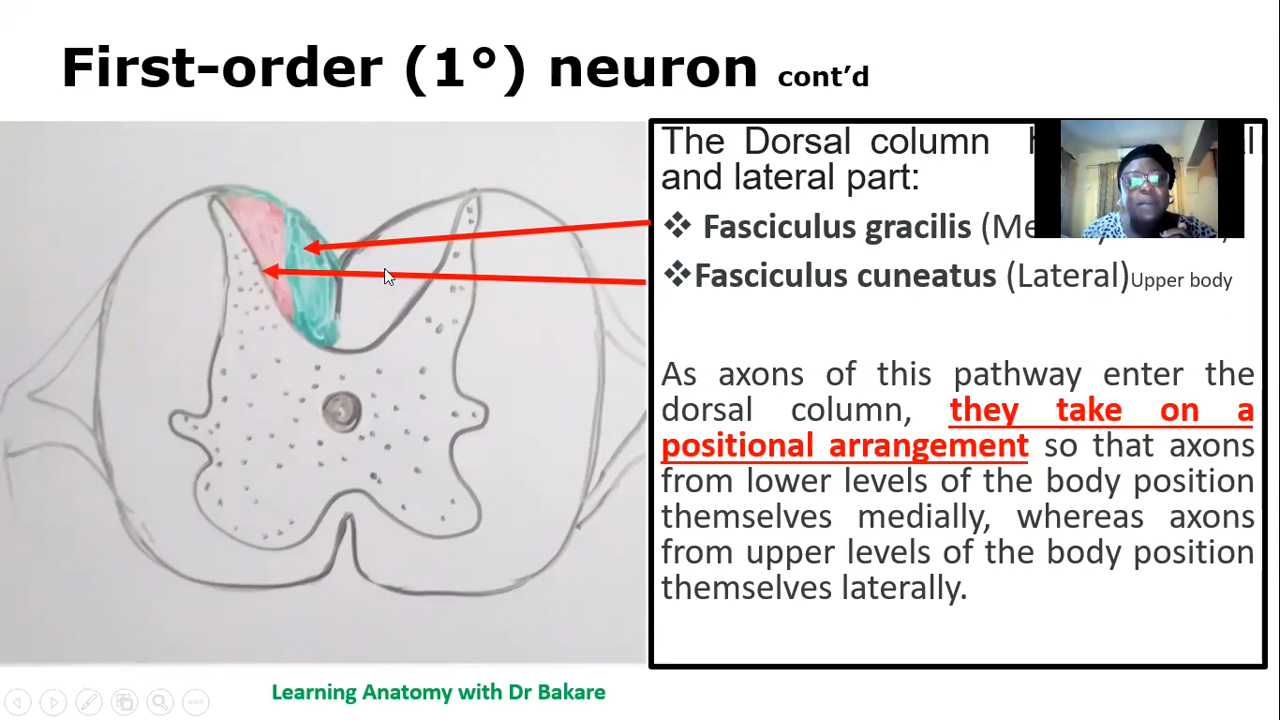 First-order (1°) neuron cont'd
The Dorsal column
and lateral part:
❖ Fasciculus gracilis
❖Fasciculus cuneatus (Lateral)Upper body
As axons of this pathway enter the
dorsal column, they take on a
positional arrangement so that axons
from lower levels of the body position
themselves medially, whereas axons
from upper levels of the body position
themselves laterally.
Learning Anatomy with Dr Bakare